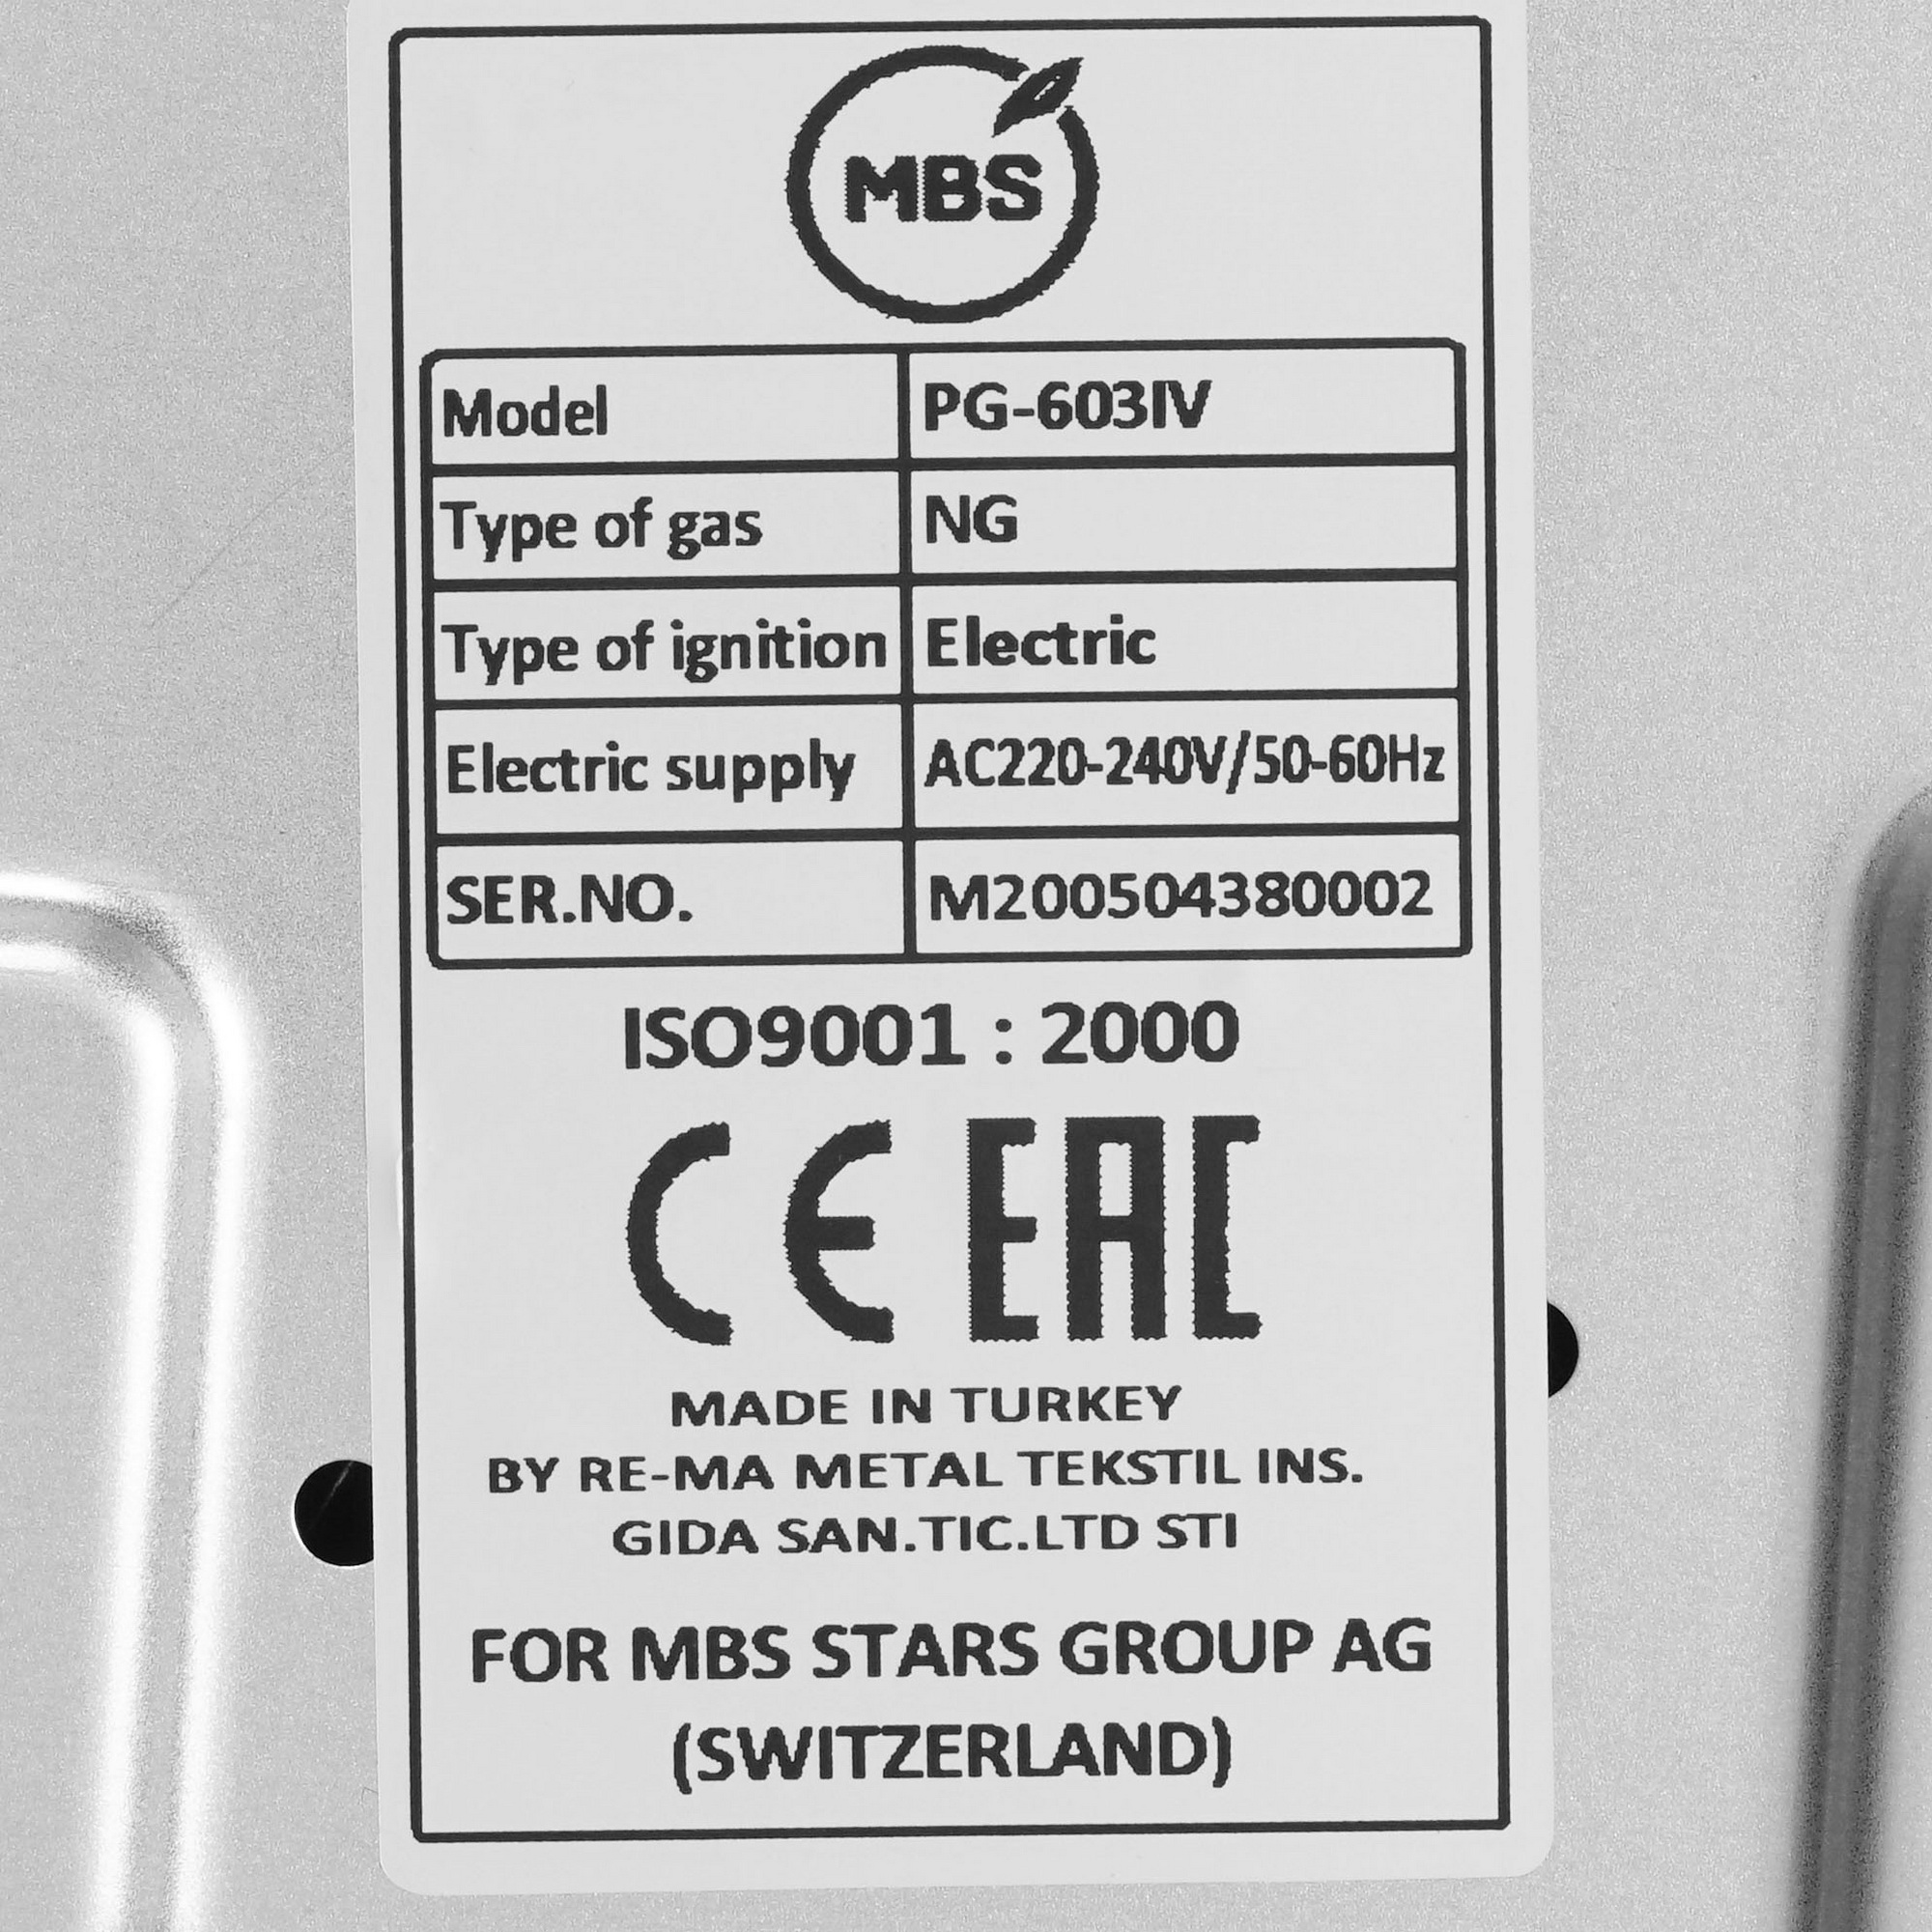 MBS
Model PG-603IV
Type of gas NG
Type of ignition Electric
Electric supply AC220-240V/50-60Hz
SER.NO. M200504380002
ISO9001 : 2000
CE EAC
MADE IN TURKEY
BY RE-MA METAL TEKSTIL INS.
GIDA SAN.TIC.LTD STI
FOR MBS STARS GROUP AG
(SWITZERLAND)